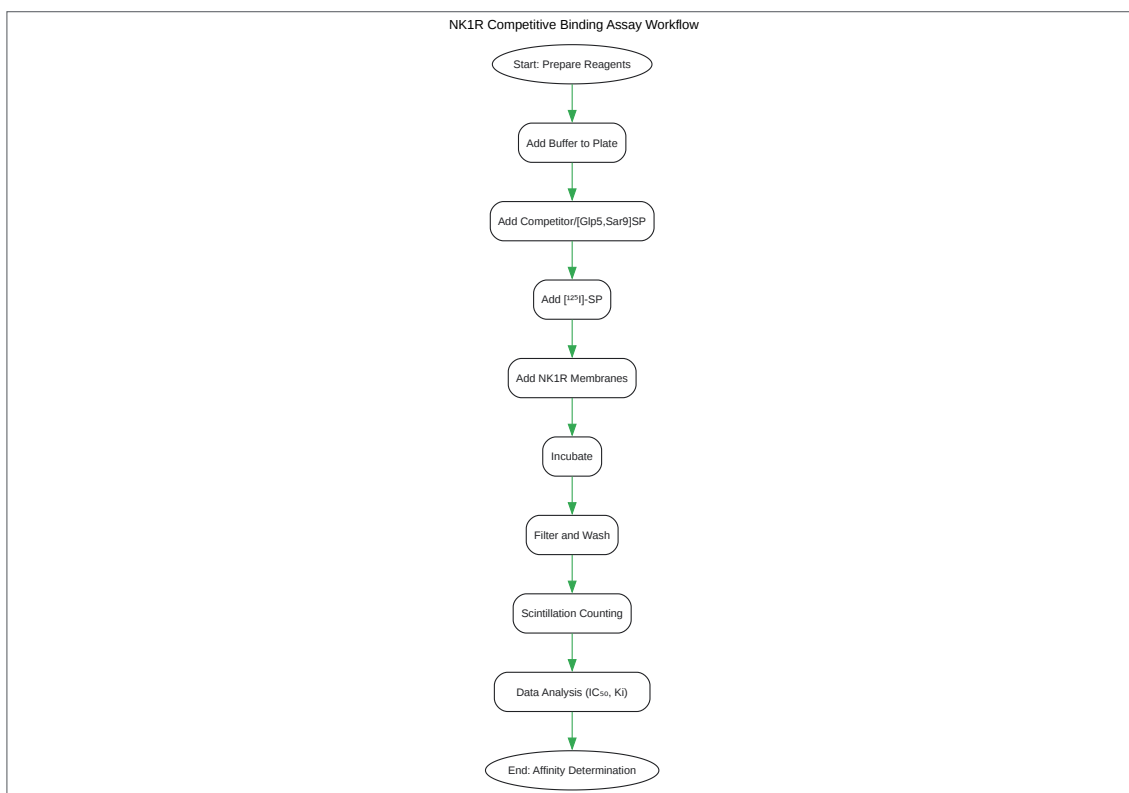 NK1R Competitive Binding Assay Workflow
Start: Prepare Reagents
Add Buffer to Plate
Add Competitor/[Glp5,Sar9]SP
Add [¹²⁵I]-SP
Add NK1R Membranes
Incubate
Filter and Wash
Scintillation Counting
Data Analysis (IC₅₀, Ki)
End: Affinity Determination